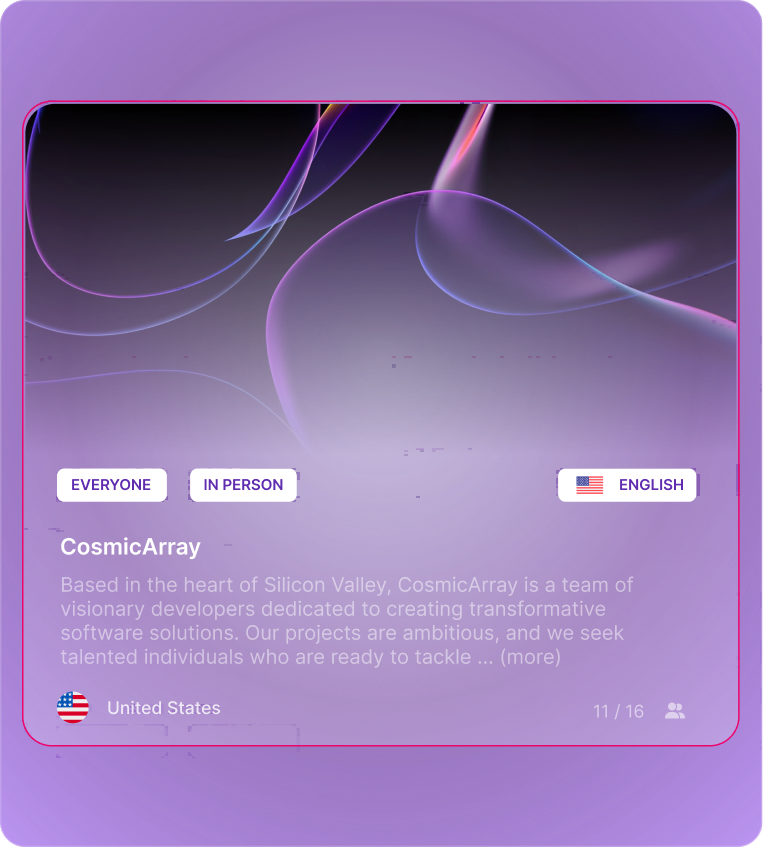 EVERYONE
IN PERSON
ENGLISH
CosmicArray
Based in the heart of Silicon Valley, CosmicArray is a team of
visionary developers dedicated to creating transformative
software solutions. Our projects are ambitious, and we seek
talented individuals who are ready to tackle ... (more)
United States
11 / 16